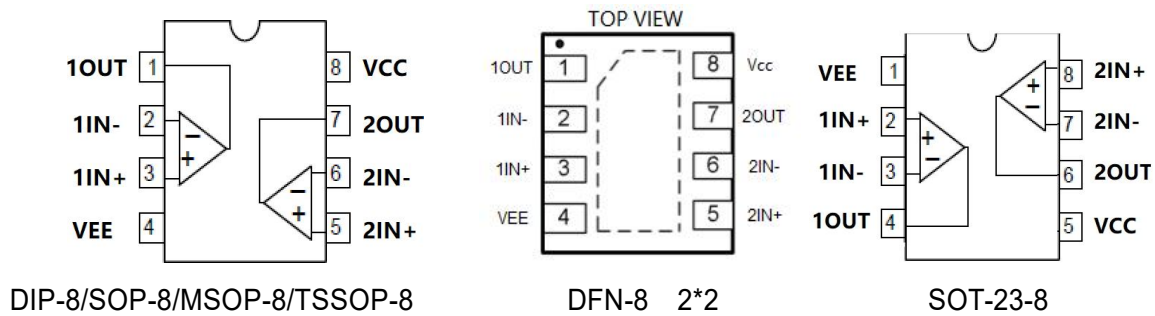 TOP VIEW
1OUT 1 8 VCC
1IN- 2 7 2OUT
1IN+ 3 6 2IN-
VEE 4 5 2IN+
− + − +
DIP-8/SOP-8/MSOP-8/TSSOP-8
1OUT 1 8 Vcc
1IN- 2 7 2OUT
1IN+ 3 6 2IN-
VEE 4 5 2IN+
DFN-8 2*2
VEE 1 8 2IN+
1IN+ 2 7 2IN-
1IN- 3 6 2OUT
1OUT 4 5 VCC
+ − + −
SOT-23-8